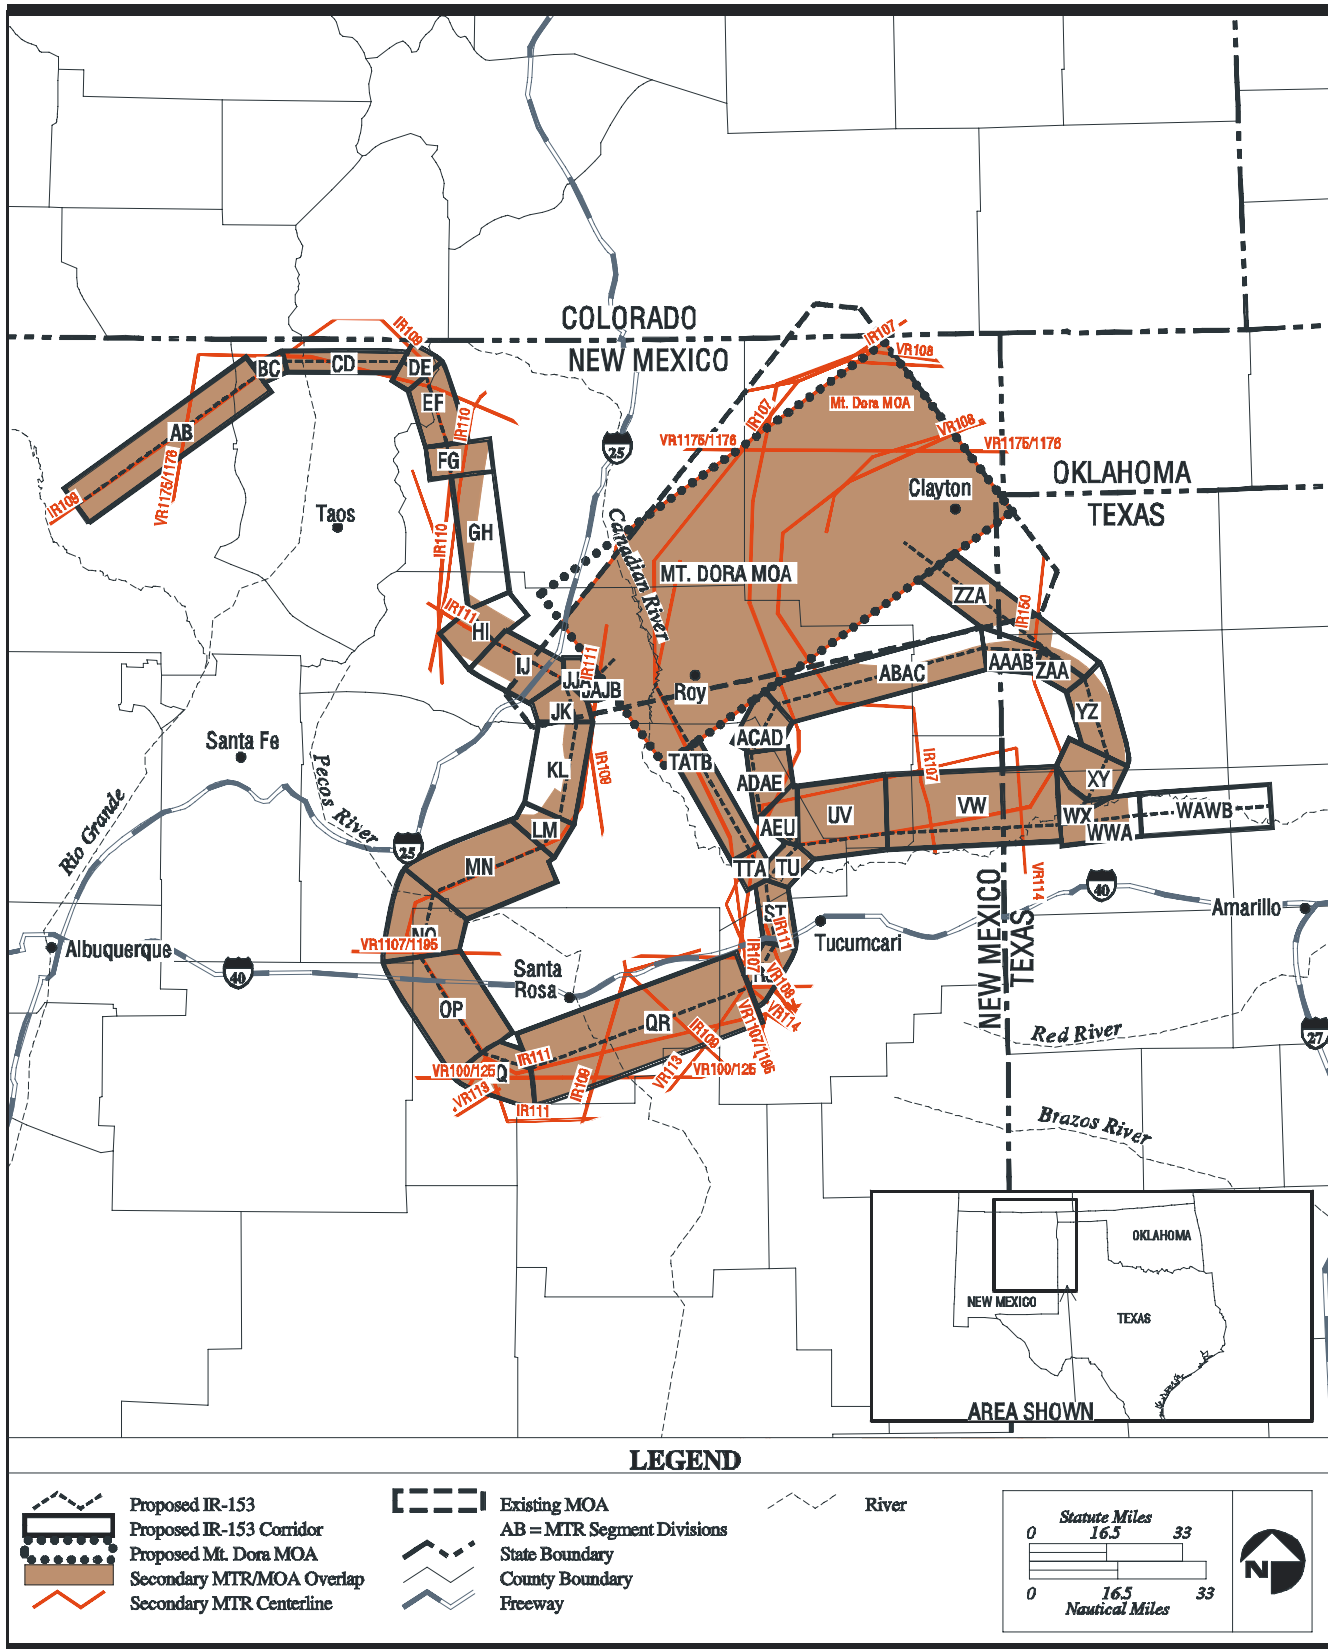 COLORADO
NEW MEXICO
OKLAHOMA
TEXAS
IR109
IR107
VR108
BC
CD
DE
EF
IR110
IR107
Mt. Dora MOA
VR108
VR1175/1176
VR1175/1176
AB
VR1175/1176
IR109
FG
25
Clayton
Taos
GH
IR110
Canadian River
MT. DORA MOA
ZZA
IR150
IR111
HI
IJ
IR111
JAJB
JK
Roy
ABAC
AAAB
ZAA
YZ
Santa Fe
Pecos River
Rio Grande
KL
IR109
ACAD
TATB
ADAE
IR107
XY
LM
AEU
UV
VW
WX
WWA
WAWB
25
MN
TTA
TU
VR114
40
Amarillo
NEW MEXICO
TEXAS
ST
IR111
Tucumcari
Albuquerque
VR1107/1195
40
Santa
Rosa
IR107
VR108
VR114
OP
QR
IR109
VR1107/1195
Red River
27
IR111
VR100/125
VR113
IR109
VR113
VR100/125
IR111
Brazos River
OKLAHOMA
NEW MEXICO
TEXAS
AREA SHOWN
LEGEND
Proposed IR-153
Proposed IR-153 Corridor
Proposed Mt. Dora MOA
Secondary MTR/MOA Overlap
Secondary MTR Centerline
Existing MOA
AB = MTR Segment Divisions
State Boundary
County Boundary
Freeway
River
Statute Miles
0 16.5 33
0 16.5 33
Nautical Miles
N